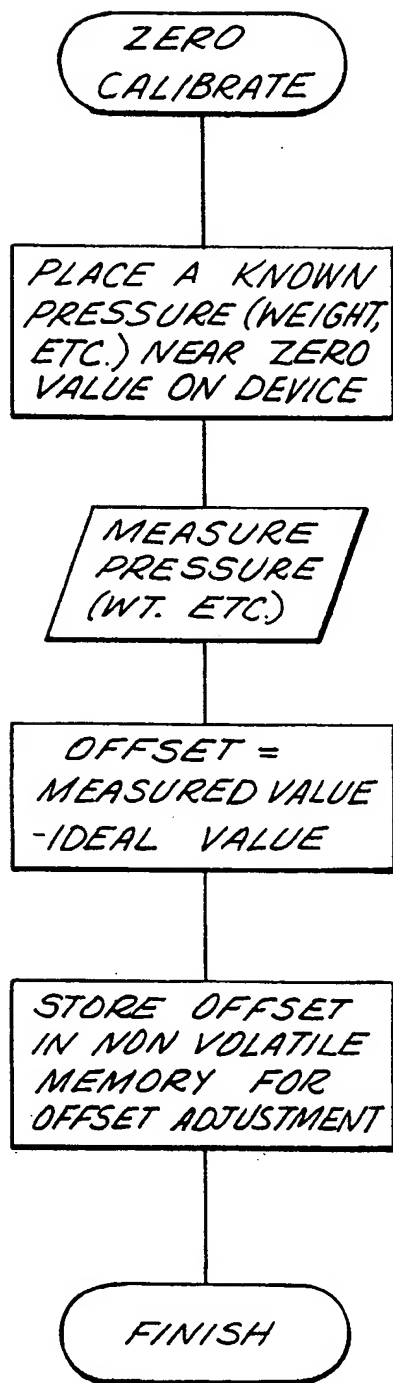 ZERO
CALIBRATE
PLACE A KNOWN
PRESSURE (WEIGHT,
ETC.) NEAR ZERO
VALUE ON DEVICE
MEASURE
PRESSURE
(WT. ETC.)
OFFSET =
MEASURED VALUE
-IDEAL VALUE
STORE OFFSET
IN NON VOLATILE
MEMORY FOR
OFFSET ADJUSTMENT
FINISH